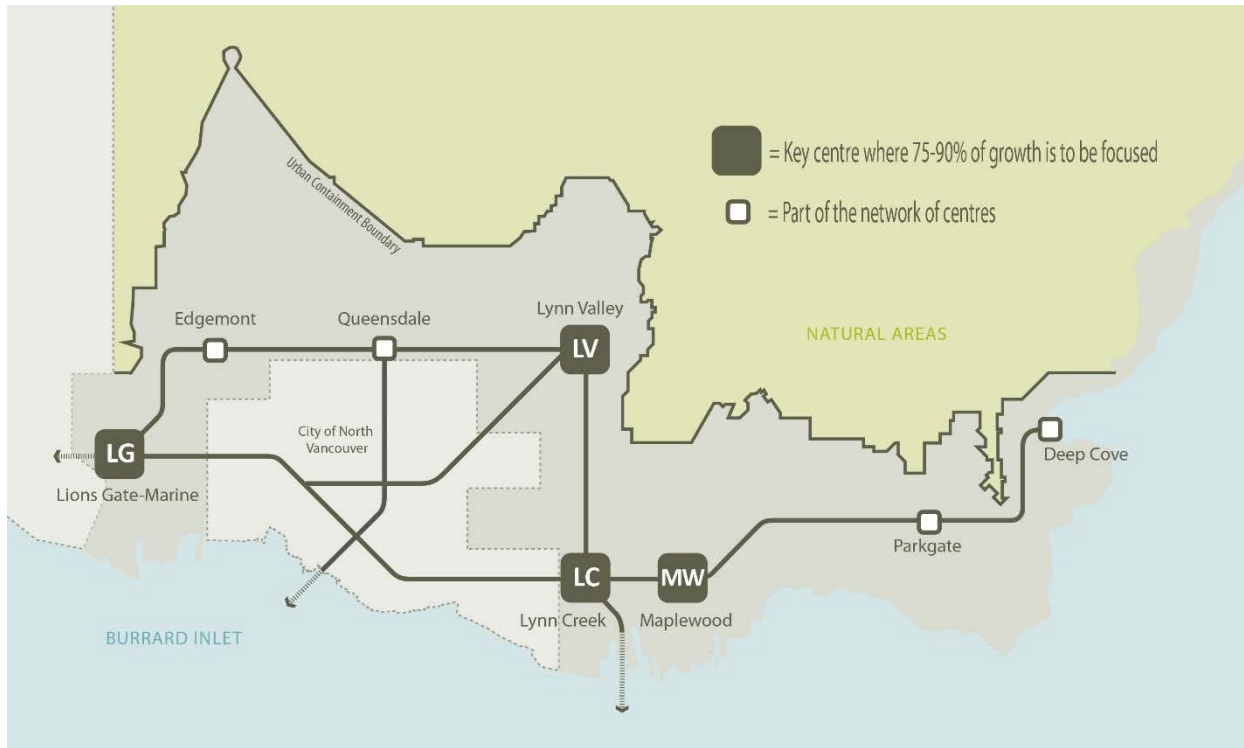 = Key centre where 75-90% of growth is to be focused
Urban Containment Boundary
= Part of the network of centres
Lynn Valley
Edgemont
Queensdale
NATURAL AREAS
LV
City of North
Vancouver
LG
Deep Cove
Lions Gate-Marine
Parkgate
LC
MW
Lynn Creek
Maplewood
BURRARD INLET